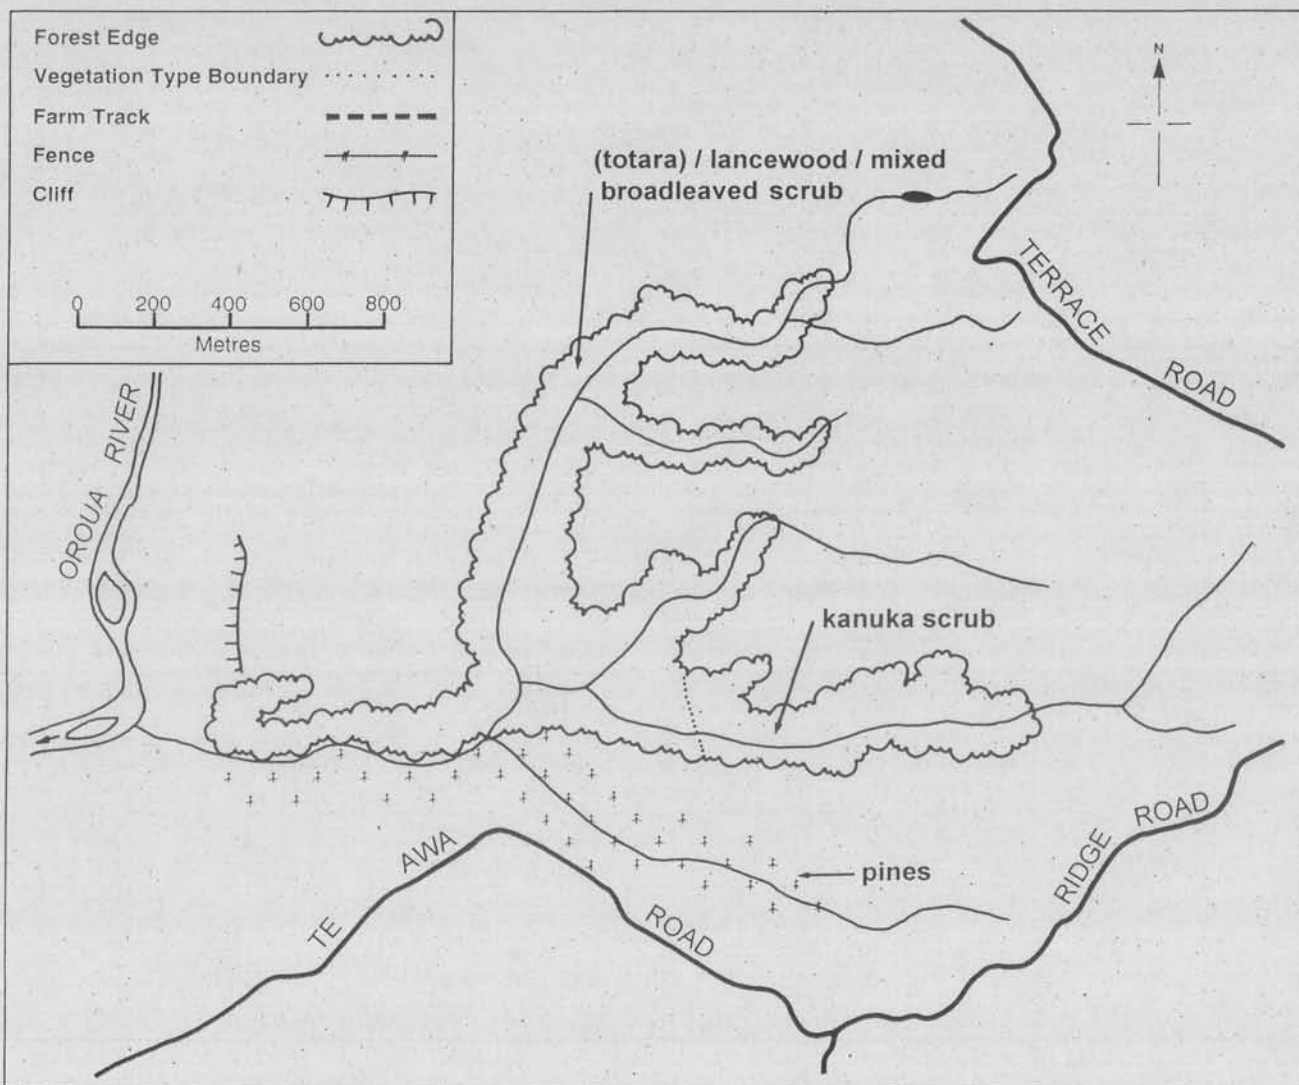 Forest Edge
Vegetation Type Boundary
Farm Track
Fence
Cliff
0 200 400 600 800
Metres
N
(totara) / lancewood / mixed
broadleaved scrub
TERRACE ROAD
OROUA RIVER
kanuka scrub
pines
TE AWA ROAD
RIDGE ROAD